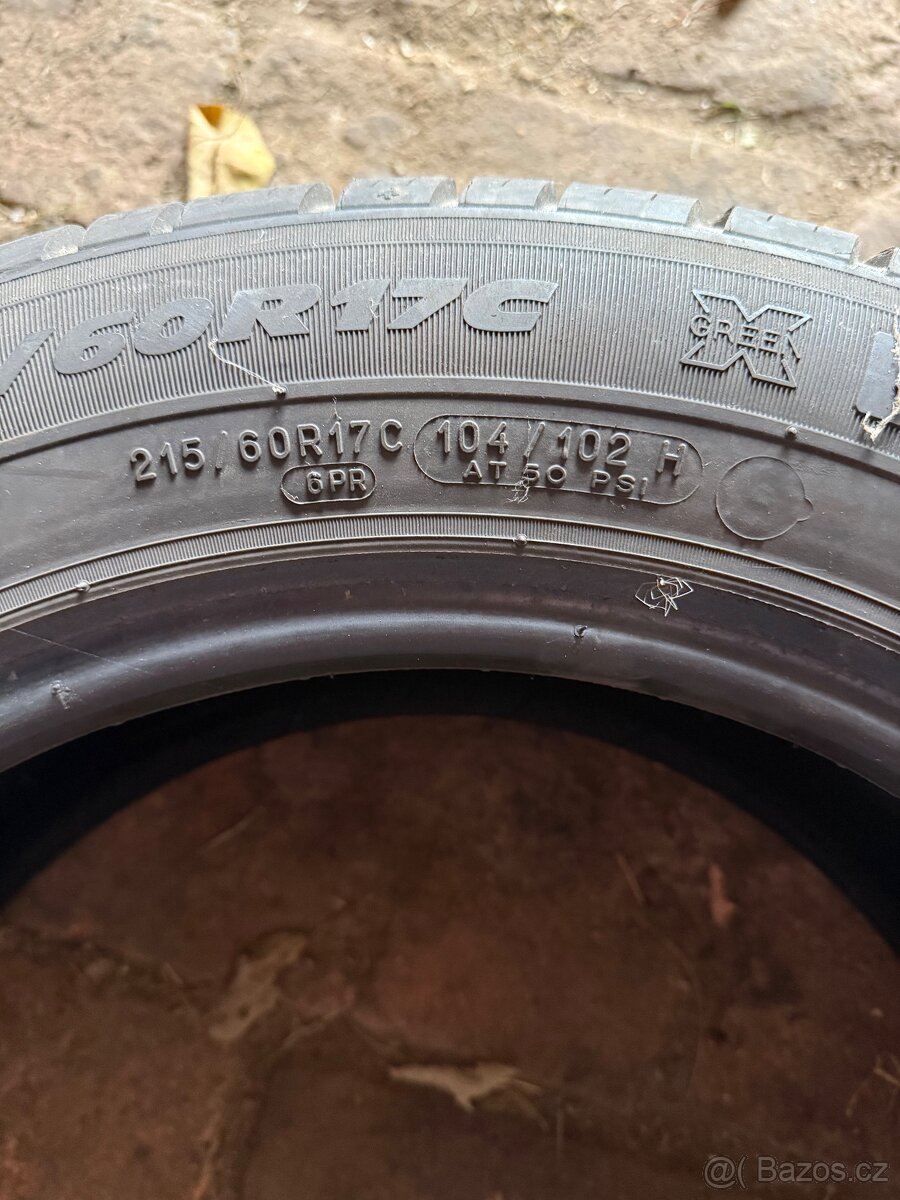 /60R17C
GREEN X
215/60R17C 104/102 H
6PR AT 50 PSI
@( Bazos.cz